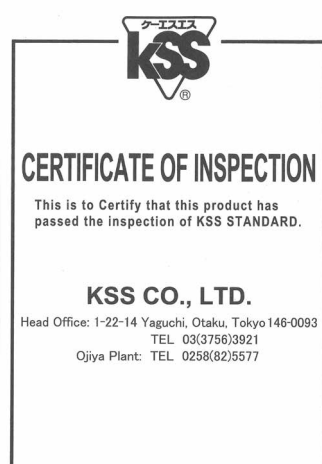 ケーエスエス
KSS
®
CERTIFICATE OF INSPECTION
This is to Certify that this product has
passed the inspection of KSS STANDARD.
KSS CO., LTD.
Head Office: 1-22-14 Yaguchi, Otaku, Tokyo 146-0093
TEL 03(3756)3921
Ojiya Plant: TEL 0258(82)5577